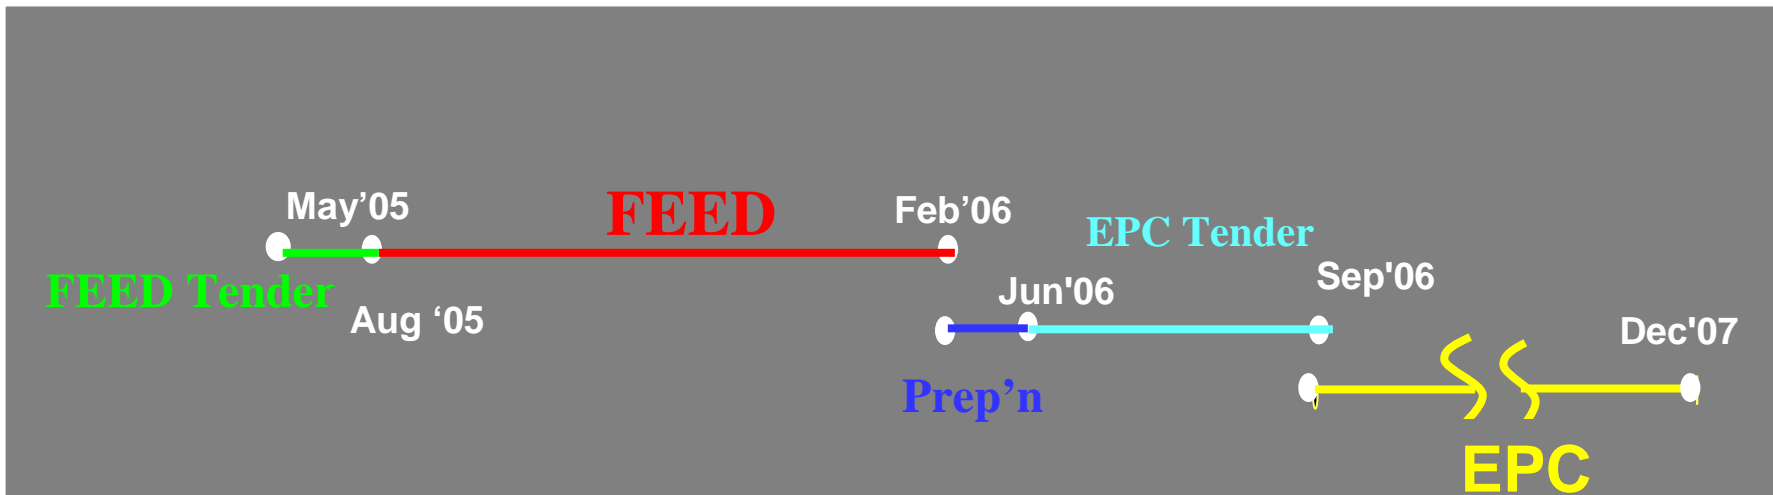 May’05
FEED
Feb’06
EPC Tender
FEED Tender
Aug ‘05
Jun'06
Sep'06
Dec'07
Prep’n
EPC